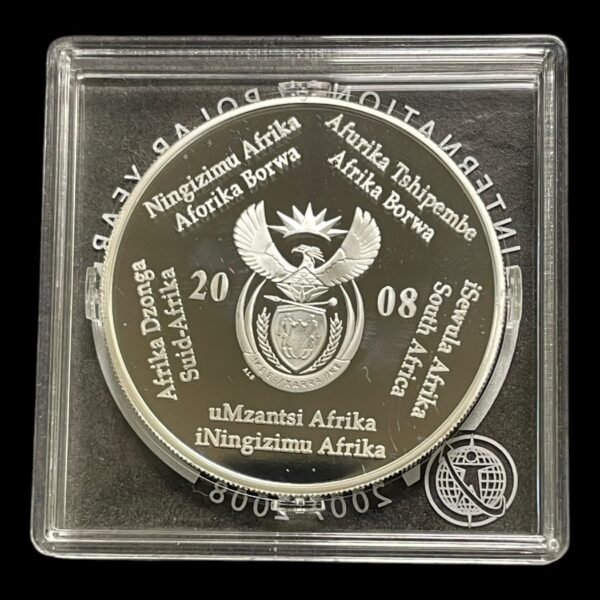 Ningizimu Afrika
Aforika Borwa
Afurika Tshipembe
Afrika Borwa
Afrika Dzonga
Suid-Afrika
20
08
iSewula Afrika
South Africa
uMzantsi Afrika
iNingizimu Afrika
ALS
INTERNATIONAL POLAR YEAR
2007-2008